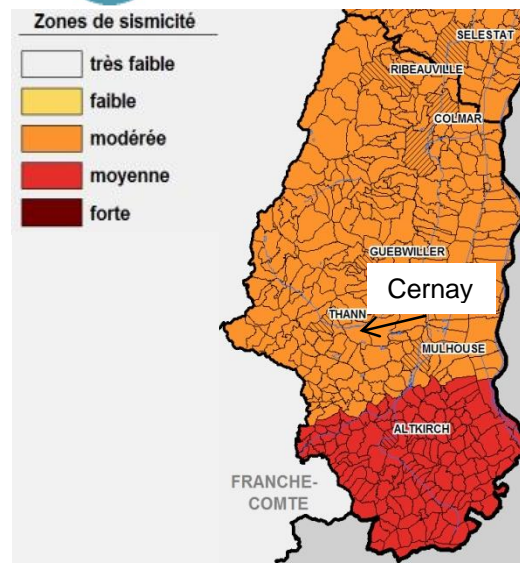 Zones de sismicité
très faible
faible
modérée
moyenne
forte
SELESTAT
RIBEAUVILLE
COLMAR
GUEBWILLER
Cernay
THANN
MULHOUSE
ALTKIRCH
FRANCHE-
COMTE